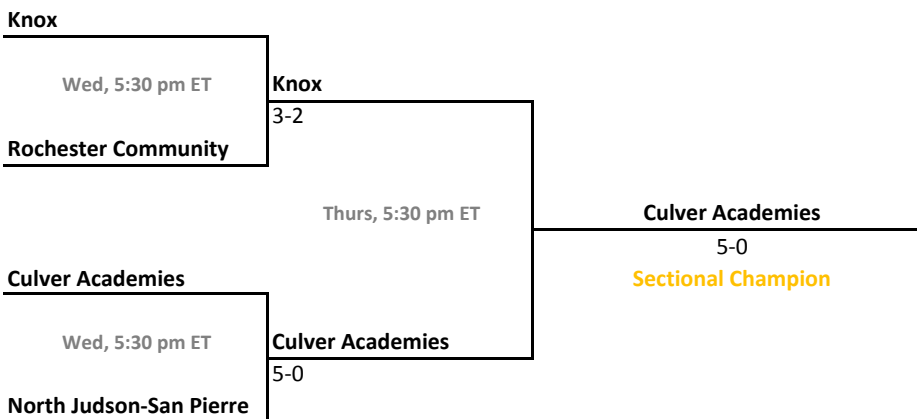 Knox
Wed, 5:30 pm ET
Knox
3-2
Rochester Community
Thurs, 5:30 pm ET
Culver Academies
5-0
Sectional Champion
Culver Academies
Wed, 5:30 pm ET
Culver Academies
5-0
North Judson-San Pierre